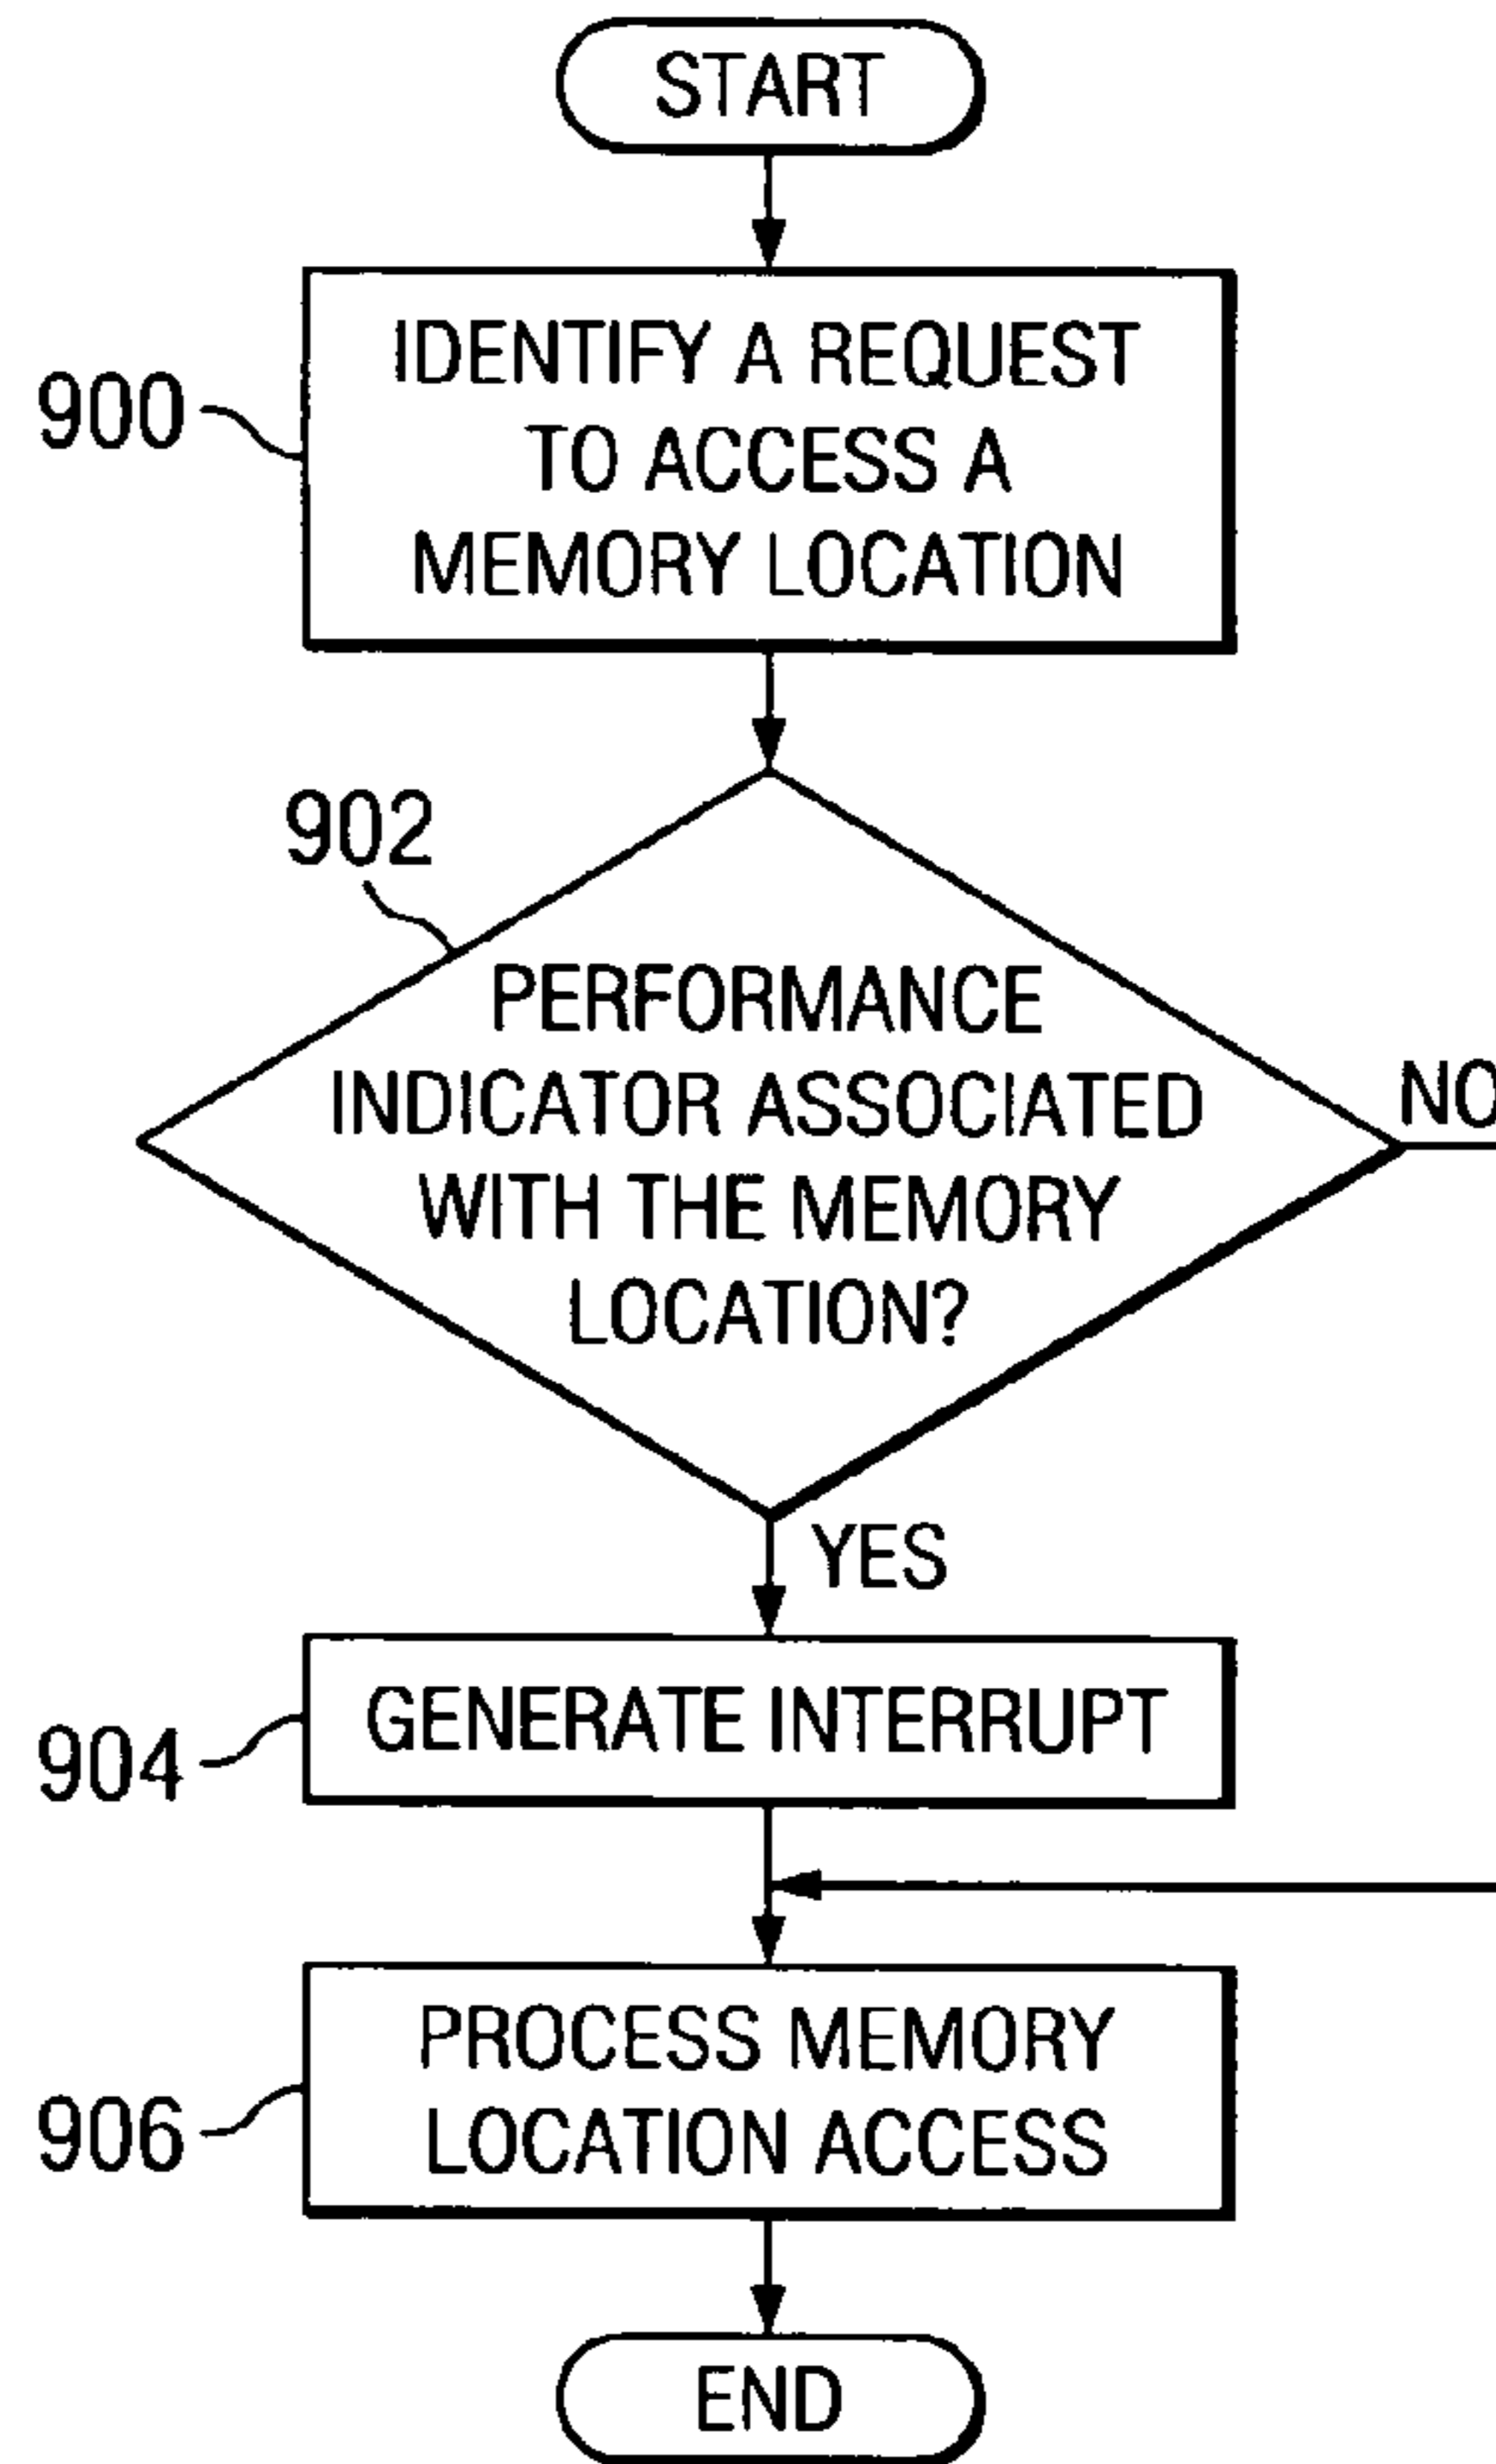 START
900
IDENTIFY A REQUEST
TO ACCESS A
MEMORY LOCATION
902
PERFORMANCE
INDICATOR ASSOCIATED
WITH THE MEMORY
LOCATION?
NO
YES
904
GENERATE INTERRUPT
906
PROCESS MEMORY
LOCATION ACCESS
END